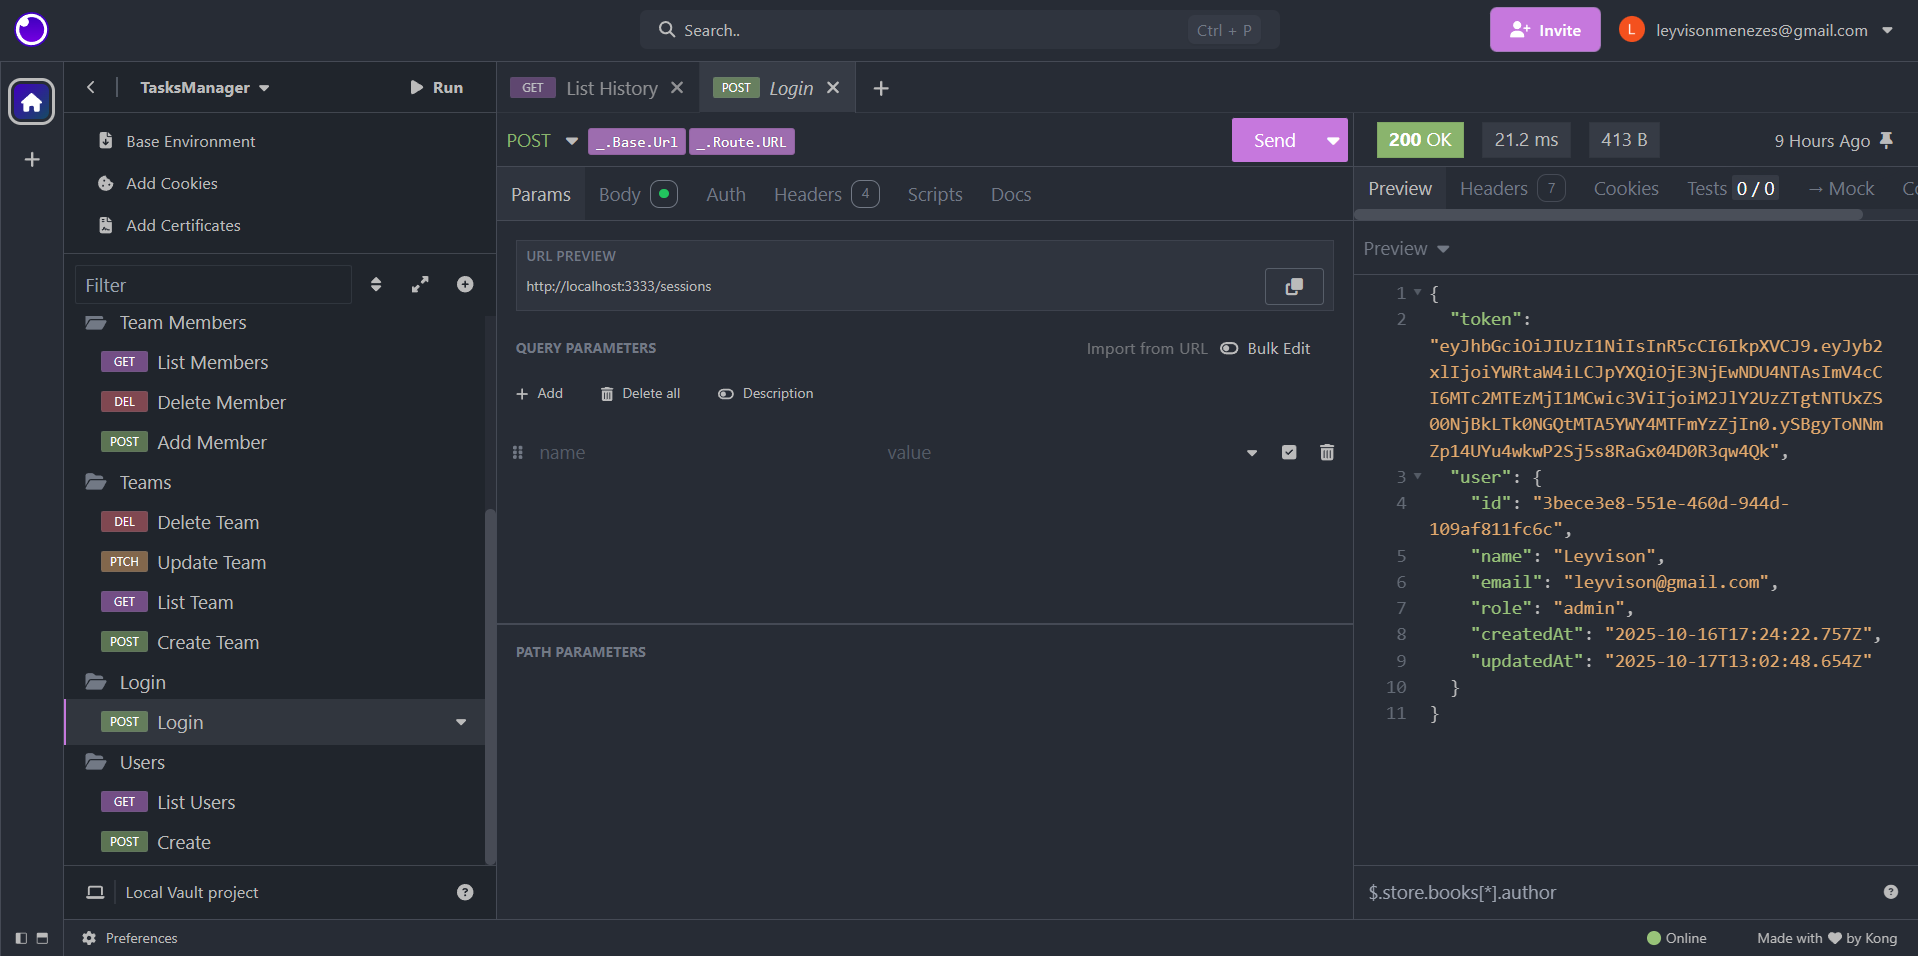 Search..
Ctrl + P
Invite
L
leyvisonmenezes@gmail.com
TasksManager
Run
Base Environment
Add Cookies
Add Certificates
Filter
Team Members
GET List Members
DEL Delete Member
POST Add Member
Teams
DEL Delete Team
PTCH Update Team
GET List Team
POST Create Team
Login
POST Login
Users
GET List Users
POST Create
Local Vault project
Preferences
GET List History
POST Login
POST _.Base.Url _.Route.URL
Send
Params Body Auth Headers 4 Scripts Docs
URL PREVIEW
http://localhost:3333/sessions
QUERY PARAMETERS
Import from URL
Bulk Edit
Add
Delete all
Description
name value
PATH PARAMETERS
200 OK 21.2 ms 413 B 9 Hours Ago
Preview Headers 7 Cookies Tests 0 / 0 → Mock Co
Preview
1 {
2 "token":
"eyJhbGciOiJIUzI1NiIsInR5cCI6IkpXVCJ9.eyJyb2
xlIjoiYWRtaW4iLCJpYXQiOjE3NjEwNDU4NTAsImV4cC
I6MTc2MTEzMjI1MCwic3ViIjoiM2JlY2UzZTgtNTUxZS
00NjBkLTk0NGQtMTA5YWY4MTFmYzZjIn0.ySBgyToNNm
Zp14UYu4wkwP2Sj5s8RaGx04D0R3qw4Qk",
3 "user": {
4 "id": "3bece3e8-551e-460d-944d-
109af811fc6c",
5 "name": "Leyvison",
6 "email": "leyvison@gmail.com",
7 "role": "admin",
8 "createdAt": "2025-10-16T17:24:22.757Z",
9 "updatedAt": "2025-10-17T13:02:48.654Z"
10 }
11 }
$.store.books[*].author
Online
Made with ❤ by Kong